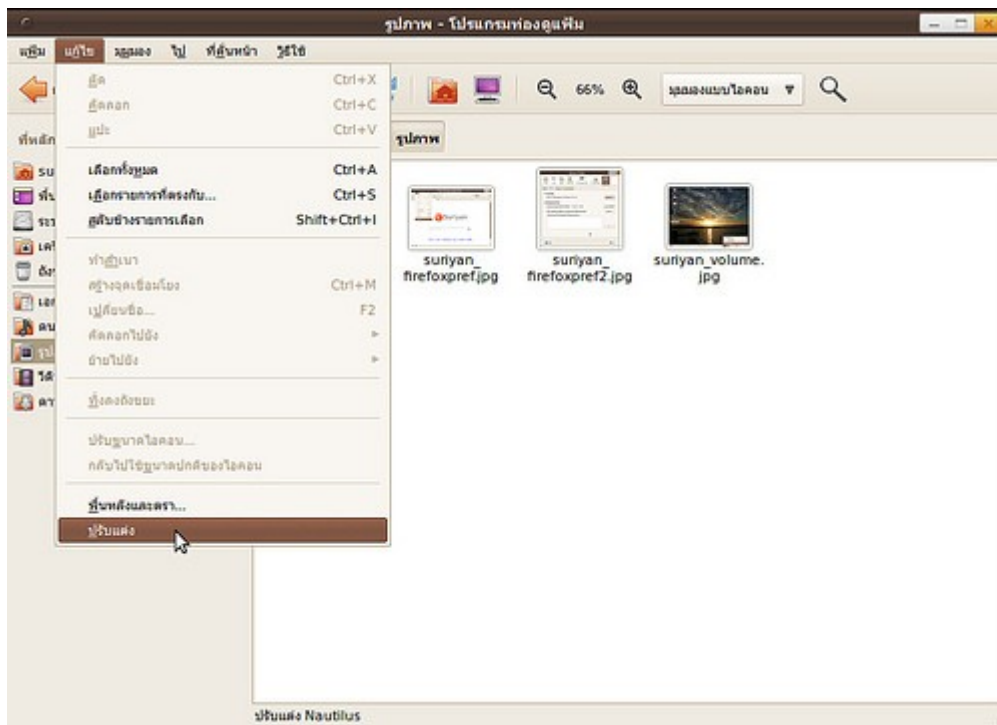 รูปภาพ - โปรแกรมท่องดูแฟ้ม
แฟ้ม แก้ไข มุมมอง ไป ที่คั่นหน้า วิธีใช้
66% มุมมองแบบไอคอน
ที่หลัก
รูปภาพ
ตัด Ctrl+X
คัดลอก Ctrl+C
แปะ Ctrl+V
เลือกทั้งหมด Ctrl+A
เลือกรายการที่ตรงกับ... Ctrl+S
สลับข้างรายการเลือก Shift+Ctrl+I
ทำสำเนา
สร้างจุดเชื่อมโยง Ctrl+M
เปลี่ยนชื่อ... F2
คัดลอกไปยัง
ย้ายไปยัง
ทิ้งลงถังขยะ
ปรับขนาดไอคอน...
กลับไปใช้ขนาดปกติของไอคอน
พื้นหลังและตรา...
ปรับแต่ง
su
suriyan_
firefoxpref.jpg
suriyan_
firefoxpref2.jpg
suriyan_volume.
jpg
ปรับแต่ง Nautilus